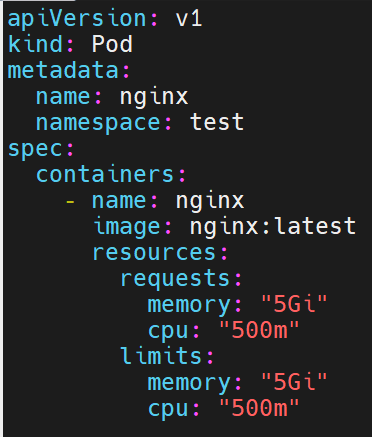 apiVersion: v1
kind: Pod
metadata:
  name: nginx
  namespace: test
spec:
  containers:
    - name: nginx
      image: nginx:latest
      resources:
        requests:
          memory: "5Gi"
          cpu: "500m"
        limits:
          memory: "5Gi"
          cpu: "500m"